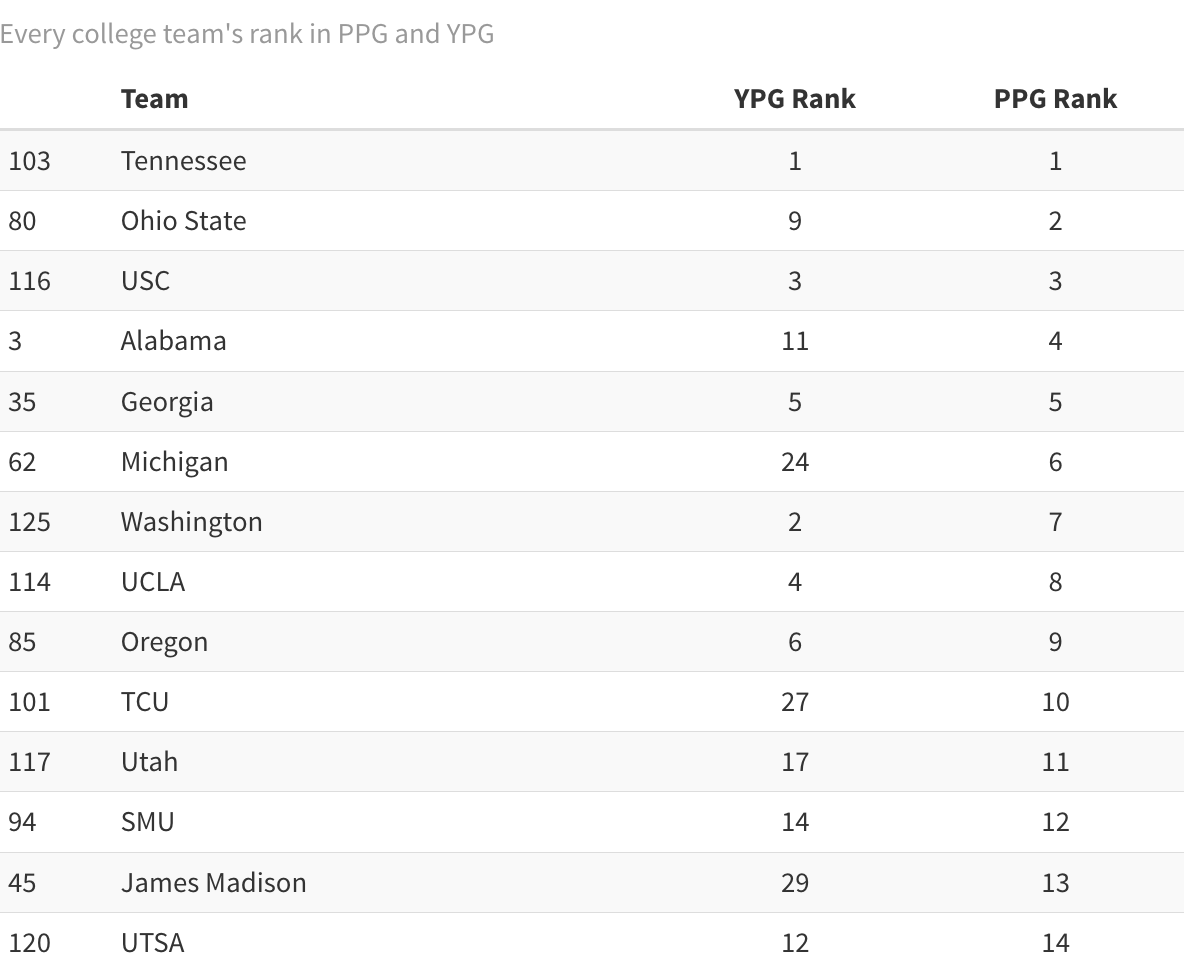 Every college team's rank in PPG and YPG
Team YPG Rank PPG Rank
103 Tennessee 1 1
80 Ohio State 9 2
116 USC 3 3
3 Alabama 11 4
35 Georgia 5 5
62 Michigan 24 6
125 Washington 2 7
114 UCLA 4 8
85 Oregon 6 9
101 TCU 27 10
117 Utah 17 11
94 SMU 14 12
45 James Madison 29 13
120 UTSA 12 14